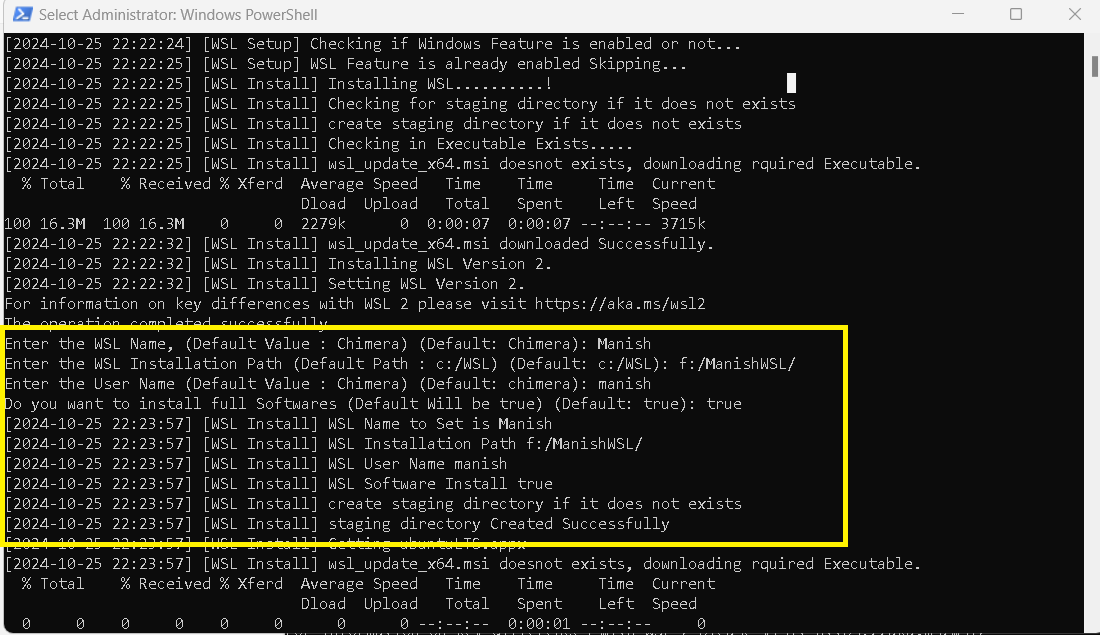 Select Administrator: Windows PowerShell
[2024-10-25 22:22:24] [WSL Setup] Checking if Windows Feature is enabled or not...
[2024-10-25 22:22:25] [WSL Setup] WSL Feature is already enabled Skipping...
[2024-10-25 22:22:25] [WSL Install] Installing WSL..........!
[2024-10-25 22:22:25] [WSL Install] Checking for staging directory if it does not exists
[2024-10-25 22:22:25] [WSL Install] create staging directory if it does not exists
[2024-10-25 22:22:25] [WSL Install] Checking in Executable Exists.....
[2024-10-25 22:22:25] [WSL Install] wsl_update_x64.msi doesnot exists, downloading rquired Executable.
% Total % Received % Xferd Average Speed Time Time Time Current
Dload Upload Total Spent Left Speed
100 16.3M 100 16.3M 0 0 2279k 0 0:00:07 0:00:07 --:--:-- 3715k
[2024-10-25 22:22:32] [WSL Install] wsl_update_x64.msi downloaded Successfully.
[2024-10-25 22:22:32] [WSL Install] Installing WSL Version 2.
[2024-10-25 22:22:32] [WSL Install] Setting WSL Version 2.
For information on key differences with WSL 2 please visit https://aka.ms/wsl2
The operation completed successfully
Enter the WSL Name, (Default Value : Chimera) (Default: Chimera): Manish
Enter the WSL Installation Path (Default Path : c:/WSL) (Default: c:/WSL): f:/ManishWSL/
Enter the User Name (Default Value : Chimera) (Default: chimera): manish
Do you want to install full Softwares (Default Will be true) (Default: true): true
[2024-10-25 22:23:57] [WSL Install] WSL Name to Set is Manish
[2024-10-25 22:23:57] [WSL Install] WSL Installation Path f:/ManishWSL/
[2024-10-25 22:23:57] [WSL Install] WSL User Name manish
[2024-10-25 22:23:57] [WSL Install] WSL Software Install true
[2024-10-25 22:23:57] [WSL Install] create staging directory if it does not exists
[2024-10-25 22:23:57] [WSL Install] staging directory Created Successfully
[2024-10-25 22:23:57] [WSL Install] Getting ubuntuLTS.appx
[2024-10-25 22:23:57] [WSL Install] wsl_update_x64.msi doesnot exists, downloading rquired Executable.
% Total % Received % Xferd Average Speed Time Time Time Current
Dload Upload Total Spent Left Speed
0 0 0 0 0 0 0 0 --:--:-- 0:00:01 --:--:-- 0